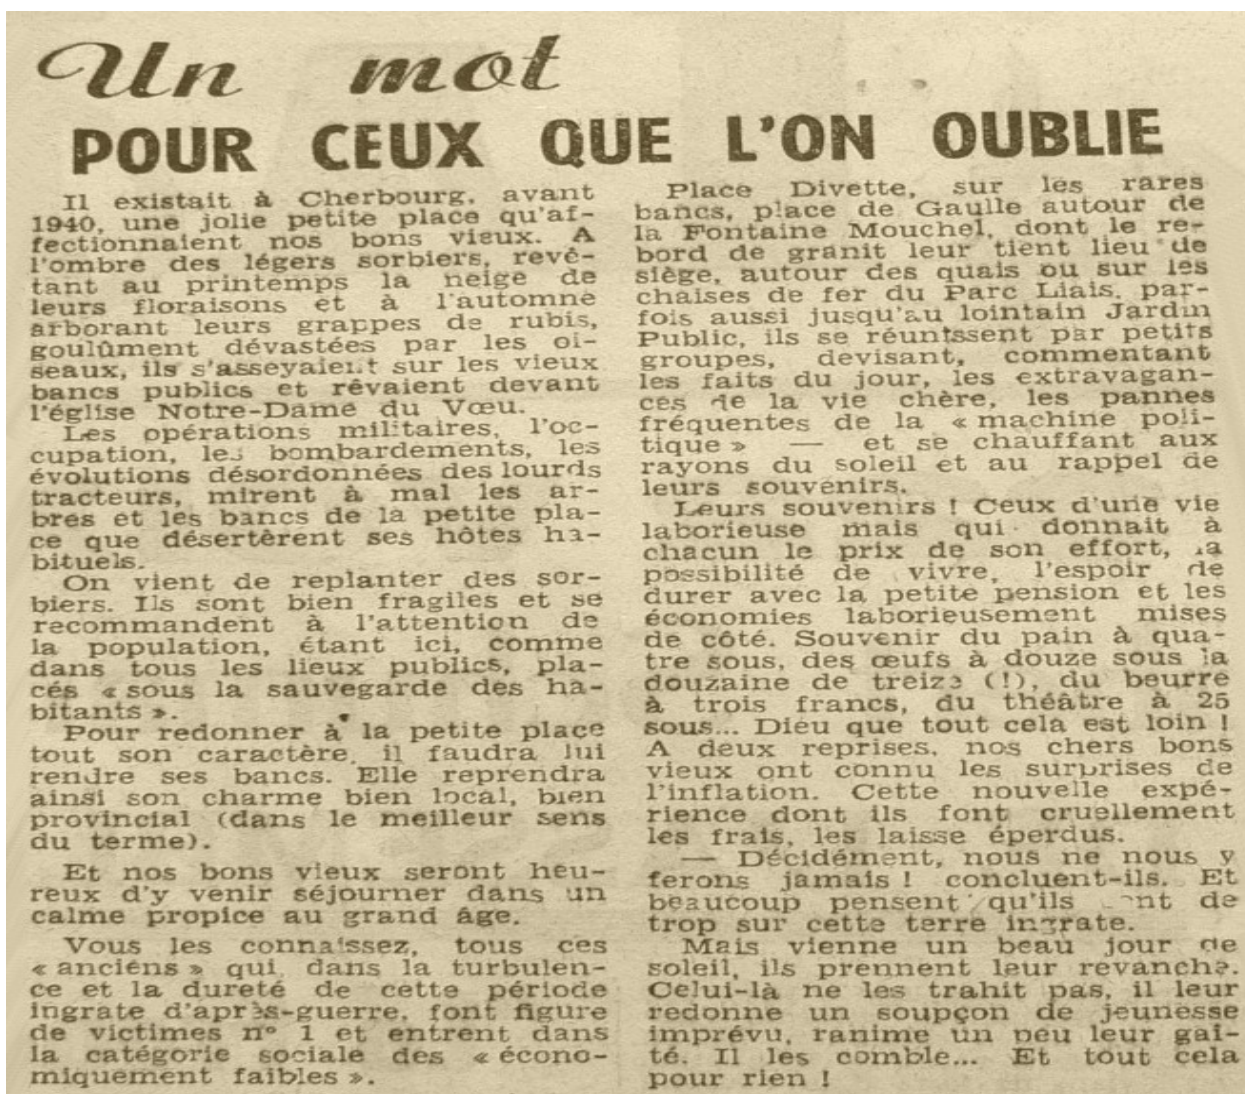 Un mot
POUR CEUX QUE L'ON OUBLIE
Il existait à Cherbourg, avant
1940, une jolie petite place qu'af-
fectionnaient nos bons vieux. A
l'ombre des légers sorbiers, revê-
tant au printemps la neige de
leurs floraisons et à l'automne
arborant leurs grappes de rubis,
goulûment dévastées par les oi-
seaux, ils s'asseyaient sur les vieux
bancs publics et rêvaient devant
l'église Notre-Dame du Vœu.
Les opérations militaires, l'oc-
cupation, les bombardements, les
évolutions désordonnées des lourds
tracteurs, mirent à mal les ar-
bres et les bancs de la petite pla-
ce que désertèrent ses hôtes ha-
bituels.
On vient de replanter des sor-
biers. Ils sont bien fragiles et se
recommandent à l'attention de
la population, étant ici, comme
dans tous les lieux publics, pla-
cés « sous la sauvegarde des ha-
bitants ».
Pour redonner à la petite place
tout son caractère, il faudra lui
rendre ses bancs. Elle reprendra
ainsi son charme bien local, bien
provincial (dans le meilleur sens
du terme).
Et nos bons vieux seront heu-
reux d'y venir séjourner dans un
calme propice au grand âge.
Vous les connaissez, tous ces
« anciens » qui, dans la turbulen-
ce et la dureté de cette période
ingrate d'après-guerre, font figure
de victimes n° 1 et entrent dans
la catégorie sociale des « écono-
miquement faibles ».
Place Divette, sur les rares
bancs, place de Gaulle autour de
la Fontaine Mouchel, dont le re-
bord de granit leur tient lieu de
siège, autour des quais ou sur les
chaises de fer du Parc Liais, par-
fois aussi jusqu'au lointain Jardin
Public, ils se réunissent par petits
groupes, devisant, commentant
les faits du jour, les extravagan-
ces de la vie chère, les pannes
fréquentes de la « machine poli-
tique » — et se chauffant aux
rayons du soleil et au rappel de
leurs souvenirs.
Leurs souvenirs ! Ceux d'une vie
laborieuse mais qui donnait à
chacun le prix de son effort, la
possibilité de vivre, l'espoir de
durer avec la petite pension et les
économies laborieusement mises
de côté. Souvenir du pain à qua-
tre sous, des œufs à douze sous la
douzaine de treize (!), du beurre
à trois francs, du théâtre à 25
sous... Dieu que tout cela est loin !
A deux reprises, nos chers bons
vieux ont connu les surprises de
l'inflation. Cette nouvelle expé-
rience dont ils font cruellement
les frais, les laisse éperdus.
— Décidément, nous ne nous y
ferons jamais ! concluent-ils. Et
beaucoup pensent qu'ils sont de
trop sur cette terre ingrate.
Mais vienne un beau jour de
soleil, ils prennent leur revanche.
Celui-là ne les trahit pas, il leur
redonne un soupçon de jeunesse
imprévu, ranime un peu leur gai-
té. Il les comble... Et tout cela
pour rien !